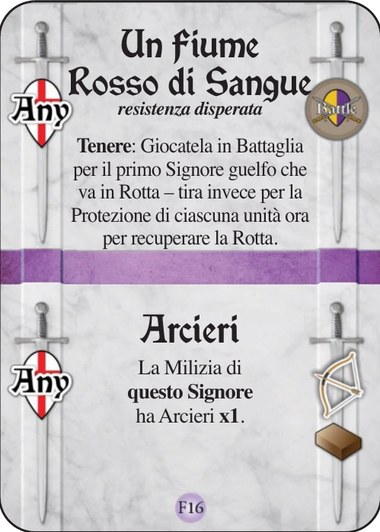 Un Fiume
Rosso di Sangue
resistenza disperata
Any
Battle
Tenere: Giocatela in Battaglia
per il primo Signore guelfo che
va in Rotta – tira invece per la
Protezione di ciascuna unità ora
per recuperare la Rotta.
Arcieri
Any
La Milizia di
questo Signore
ha Arcieri x1.
F16